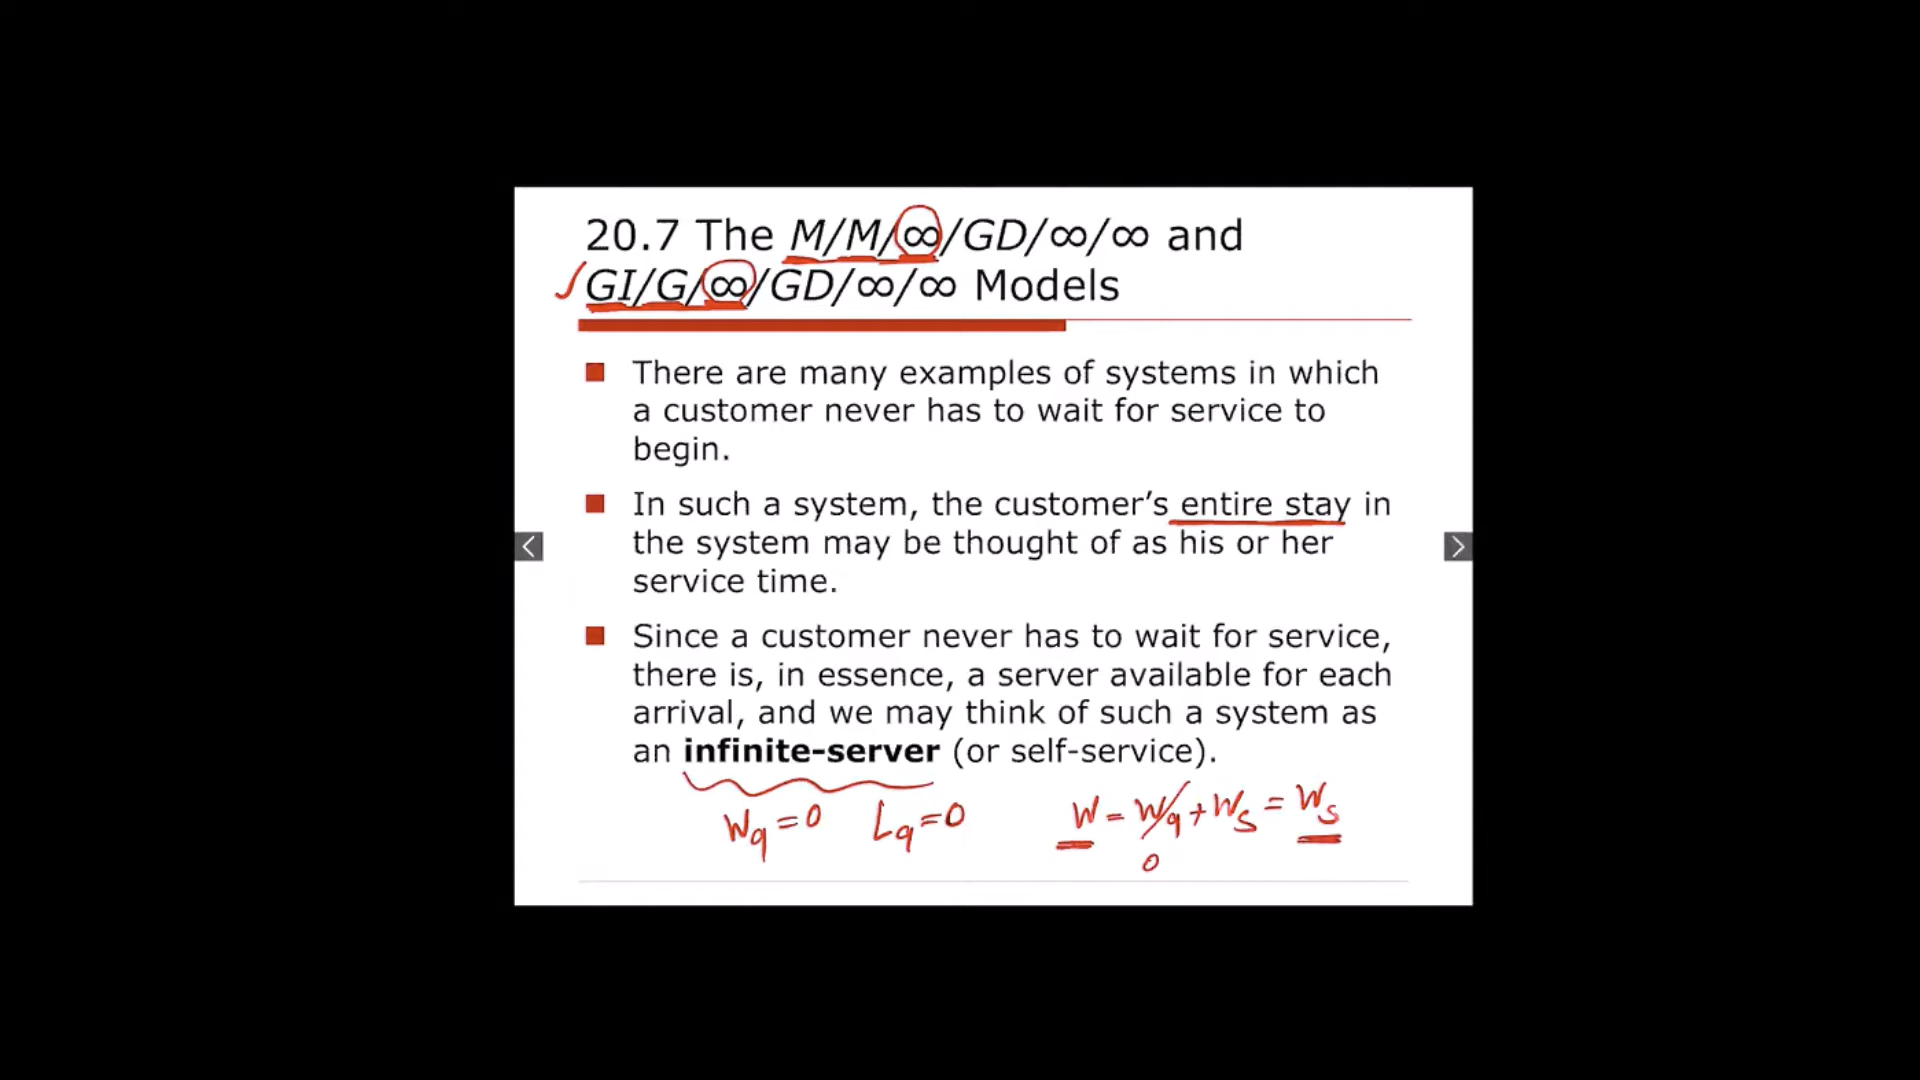 20.7 The M/M/∞/GD/∞/∞ and
GI/G/∞/GD/∞/∞ Models
There are many examples of systems in which
a customer never has to wait for service to
begin.
In such a system, the customer’s entire stay in
the system may be thought of as his or her
service time.
Since a customer never has to wait for service,
there is, in essence, a server available for each
arrival, and we may think of such a system as
an infinite-server (or self-service).
Wq = 0 Lq = 0 W = Wq + Ws = Ws
0